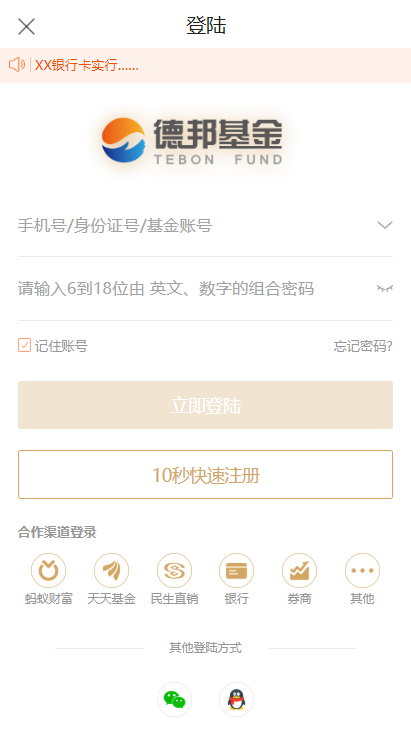 登陆
XX银行卡实行......
德邦基金
TEBON FUND
手机号/身份证号/基金账号
请输入6到18位由 英文、数字的组合密码
记住账号 忘记密码?
立即登陆
10秒快速注册
合作渠道登录
蚂蚁财富 天天基金 民生直销 银行 券商 其他
其他登陆方式